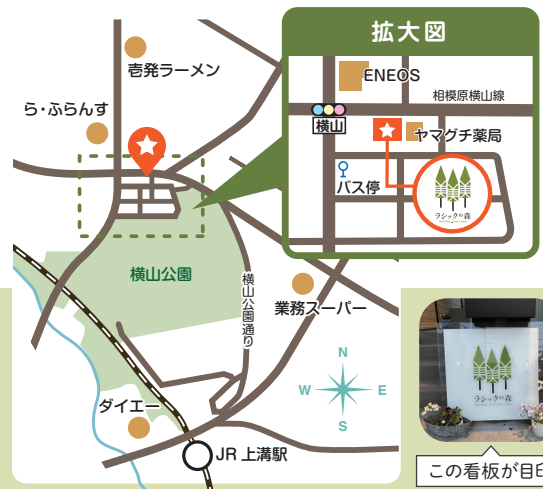 拡大図
壱発ラーメン
ENEOS
相模原横山線
ら・ふらんす
横山
ヤマグチ薬局
バス停
ラシックの森
横山公園
横山公園通り
業務スーパー
N
W
E
S
ラシックの森
ダイエー
JR 上溝駅
この看板が目印